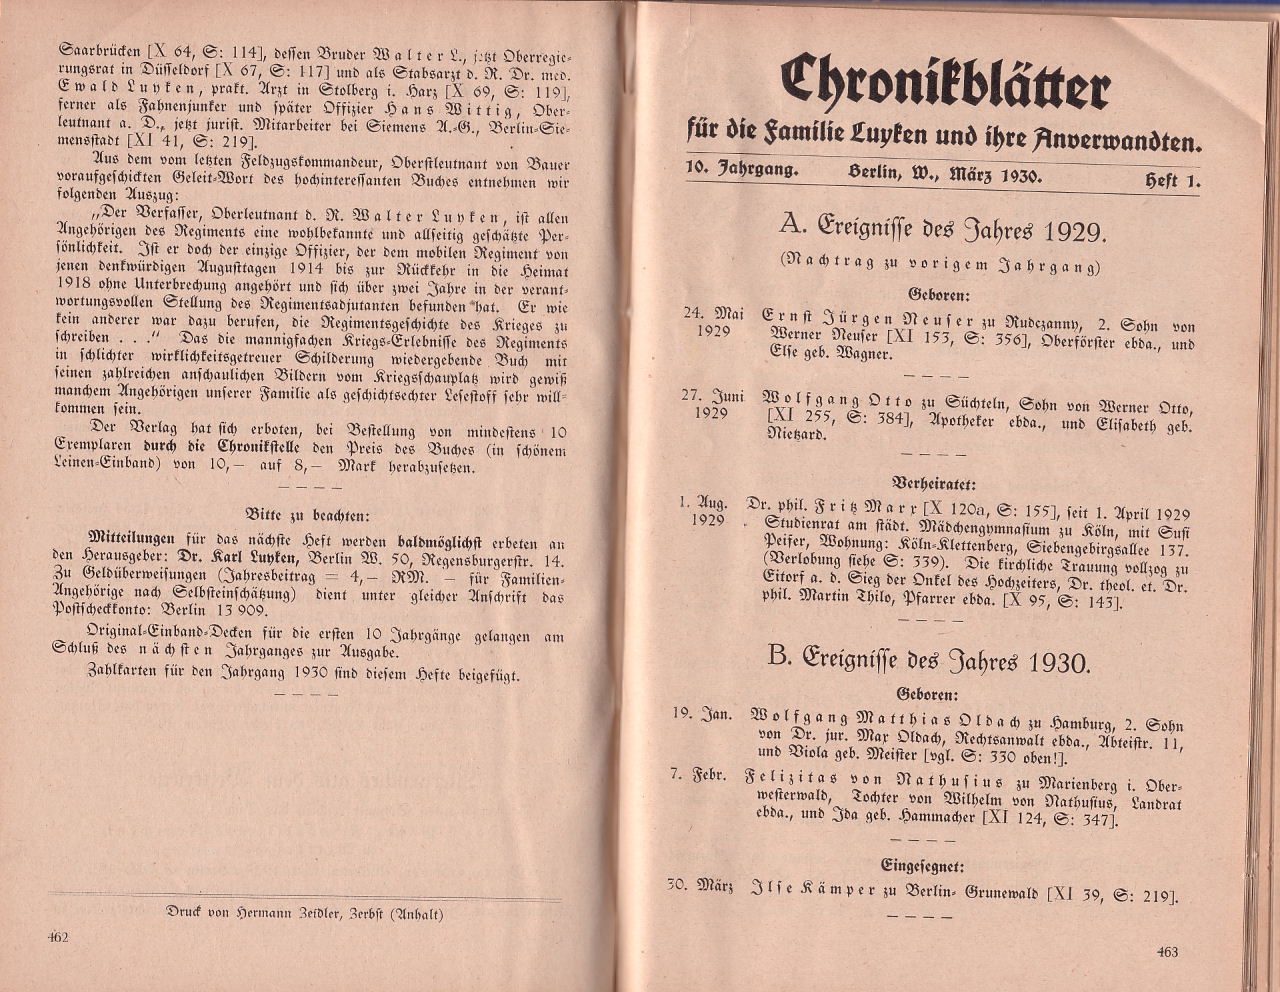 Saarbrücken [X 64, S: 114], dessen Bruder Walter L., jetzt Oberregie-
rungsrat in Düsseldorf [X 67, S: 117] und als Stabsarzt d. R. Dr. med.
Ewald Luyken, prakt. Arzt in Stolberg i. Harz [X 69, S: 119],
ferner als Fahnenjunker und später Offizier Hans Wittig, Ober-
leutnant a. D., jetzt jurist. Mitarbeiter bei Siemens A.-G., Berlin-Sie-
mensstadt [XI 41, S: 219].
Aus dem vom letzten Feldzugskommandeur, Oberstleutnant von Bauer
voraufgeschickten Geleit-Wort des hochinteressanten Buches entnehmen wir
folgenden Auszug:
„Der Verfasser, Oberleutnant d. R. Walter Luyken, ist allen
Angehörigen des Regiments eine wohlbekannte und allseitig geschätzte Per-
sönlichkeit. Ist er doch der einzige Offizier, der dem mobilen Regiment von
jenen denkwürdigen Augusttagen 1914 bis zur Rückkehr in die Heimat
1918 ohne Unterbrechung angehört und sich über zwei Jahre in der verant-
wortungsvollen Stellung des Regimentsadjutanten befunden hat. Er wie
kein anderer war dazu berufen, die Regimentsgeschichte des Krieges zu
schreiben . . .“ Das die mannigfachen Kriegs-Erlebnisse des Regiments
in schlichter wirklichkeitsgetreuer Schilderung wiedergebende Buch mit
seinen zahlreichen anschaulichen Bildern vom Kriegsschauplatz wird gewiß
manchem Angehörigen unserer Familie als geschichtsechter Lesestoff sehr will-
kommen sein.
Der Verlag hat sich erboten, bei Bestellung von mindestens 10
Exemplaren durch die Chronikstelle den Preis des Buches (in schönem
Leinen-Einband) von 10,— auf 8,— Mark herabzusetzen.
Bitte zu beachten:
Mitteilungen für das nächste Heft werden baldmöglichst erbeten an
den Herausgeber: Dr. Karl Luyken, Berlin W. 50, Regensburgerstr. 14.
Zu Geldüberweisungen (Jahresbeitrag = 4,— RM. — für Familien-
Angehörige nach Selbsteinschätzung) dient unter gleicher Anschrift das
Postscheckkonto: Berlin 13 909.
Original-Einband-Decken für die ersten 10 Jahrgänge gelangen am
Schluß des nächsten Jahrganges zur Ausgabe.
Zahlkarten für den Jahrgang 1930 sind diesem Hefte beigefügt.
Druck von Hermann Zeidler, Zerbst (Anhalt)
462
Chronikblätter
für die Familie Luyken und ihre Anverwandten.
10. Jahrgang. Berlin, W., März 1930. Heft 1.
A. Ereignisse des Jahres 1929.
(Nachtrag zu vorigem Jahrgang)
Geboren:
24. Mai Ernst Jürgen Neuser zu Rudczanny, 2. Sohn von
1929 Werner Neuser [XI 153, S: 356], Oberförster ebda., und
Else geb. Wagner.
27. Juni Wolfgang Otto zu Süchteln, Sohn von Werner Otto,
1929 [XI 255, S: 384], Apotheker ebda., und Elisabeth geb.
Nietzard.
Verheiratet:
1. Aug. Dr. phil. Fritz Marx [X 120a, S: 155], seit 1. April 1929
1929 Studienrat am städt. Mädchengymnasium zu Köln, mit Susi
Peifer, Wohnung: Köln-Klettenberg, Siebengebirgsallee 137.
(Verlobung siehe S: 339). Die kirchliche Trauung vollzog zu
Eitorf a. d. Sieg der Onkel des Hochzeiters, Dr. theol. et. Dr.
phil. Martin Thilo, Pfarrer ebda. [X 95, S: 143].
B. Ereignisse des Jahres 1930.
Geboren:
19. Jan. Wolfgang Matthias Oldach zu Hamburg, 2. Sohn
von Dr. jur. Max Oldach, Rechtsanwalt ebda., Abteistr. 11,
und Viola geb. Meister [vgl. S: 330 oben!].
7. Febr. Felizitas von Nathusius zu Marienberg i. Ober-
westerwald, Tochter von Wilhelm von Nathusius, Landrat
ebda., und Ida geb. Hammacher [XI 124, S: 347].
Eingesegnet:
30. März Ilse Kämper zu Berlin- Grunewald [XI 39, S: 219].
463